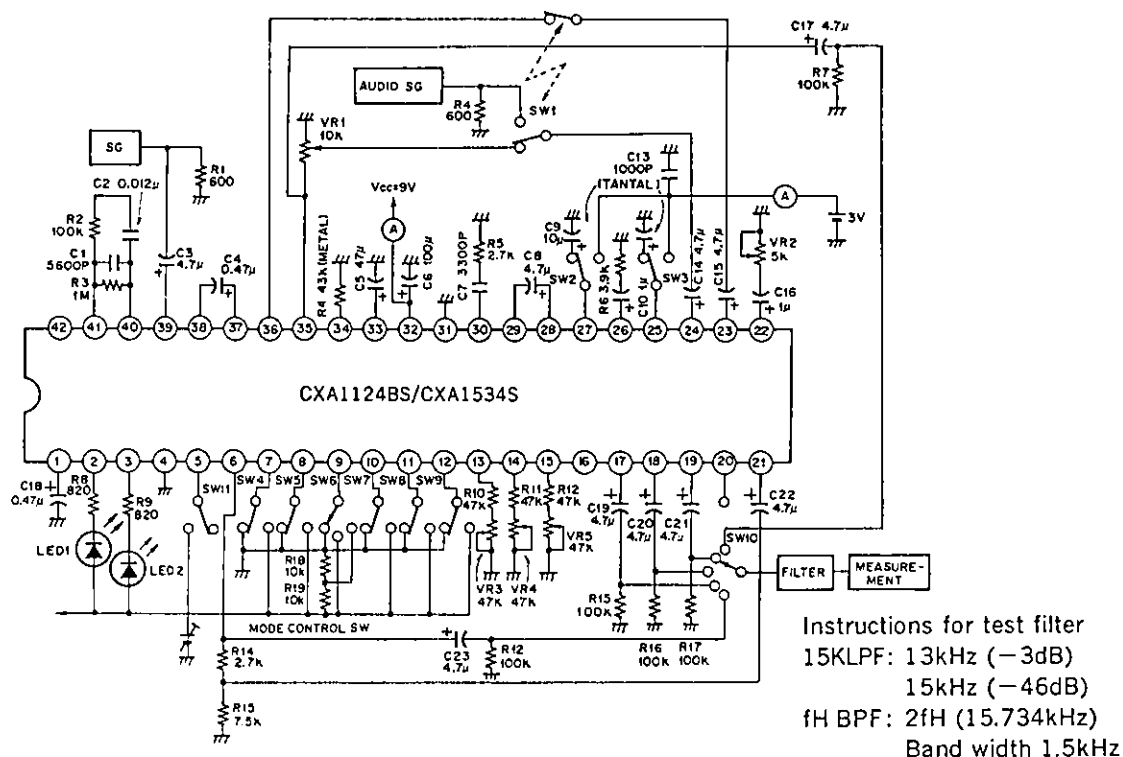 C17 4.7μ
R7
100K
AUDIO SG
R4
600
SW1
VR1
10K
SG
R1
600
C2 0.012μ
R2
100K
C1
5600P
R3
1M
C3
4.7μ
C4
0.47μ
Vcc=9V
A
R4 43K(METAL)
C5 47μ
C6 100μ
R5
2.7K
C7 3300P
C8
4.7μ
C9
10μ
(TANTAL)
C13
1000P
SW2
R6 3.9K
C10 1μ
SW3
C14 4.7μ
C15 4.7μ
A
3V
VR2
5K
C16
1μ
42 41 40 39 38 37 36 35 34 33 32 31 30 29 28 27 26 25 24 23 22
CXA1124BS/CXA1534S
1 2 3 4 5 6 7 8 9 10 11 12 13 14 15 16 17 18 19 20 21
C18
0.47μ
R8
820
R9
820
LED1
LED2
SW11
SW4
SW5
SW6
SW7
SW8
SW9
R10
47K
R11
47K
R12
47K
VR5
47K
VR3
47K
VR4
47K
R18
10K
R19
10K
C19
4.7μ
C20
4.7μ
C21
4.7μ
C22
4.7μ
SW10
FILTER
MEASURE-
MENT
R15
100K
R16
100K
R17
100K
MODE CONTROL SW
R14
2.7K
C23
4.7μ
R12
100K
R15
7.5K
Instructions for test filter
15KLPF: 13kHz (−3dB)
15kHz (−46dB)
fH BPF: 2fH (15.734kHz)
Band width 1.5kHz